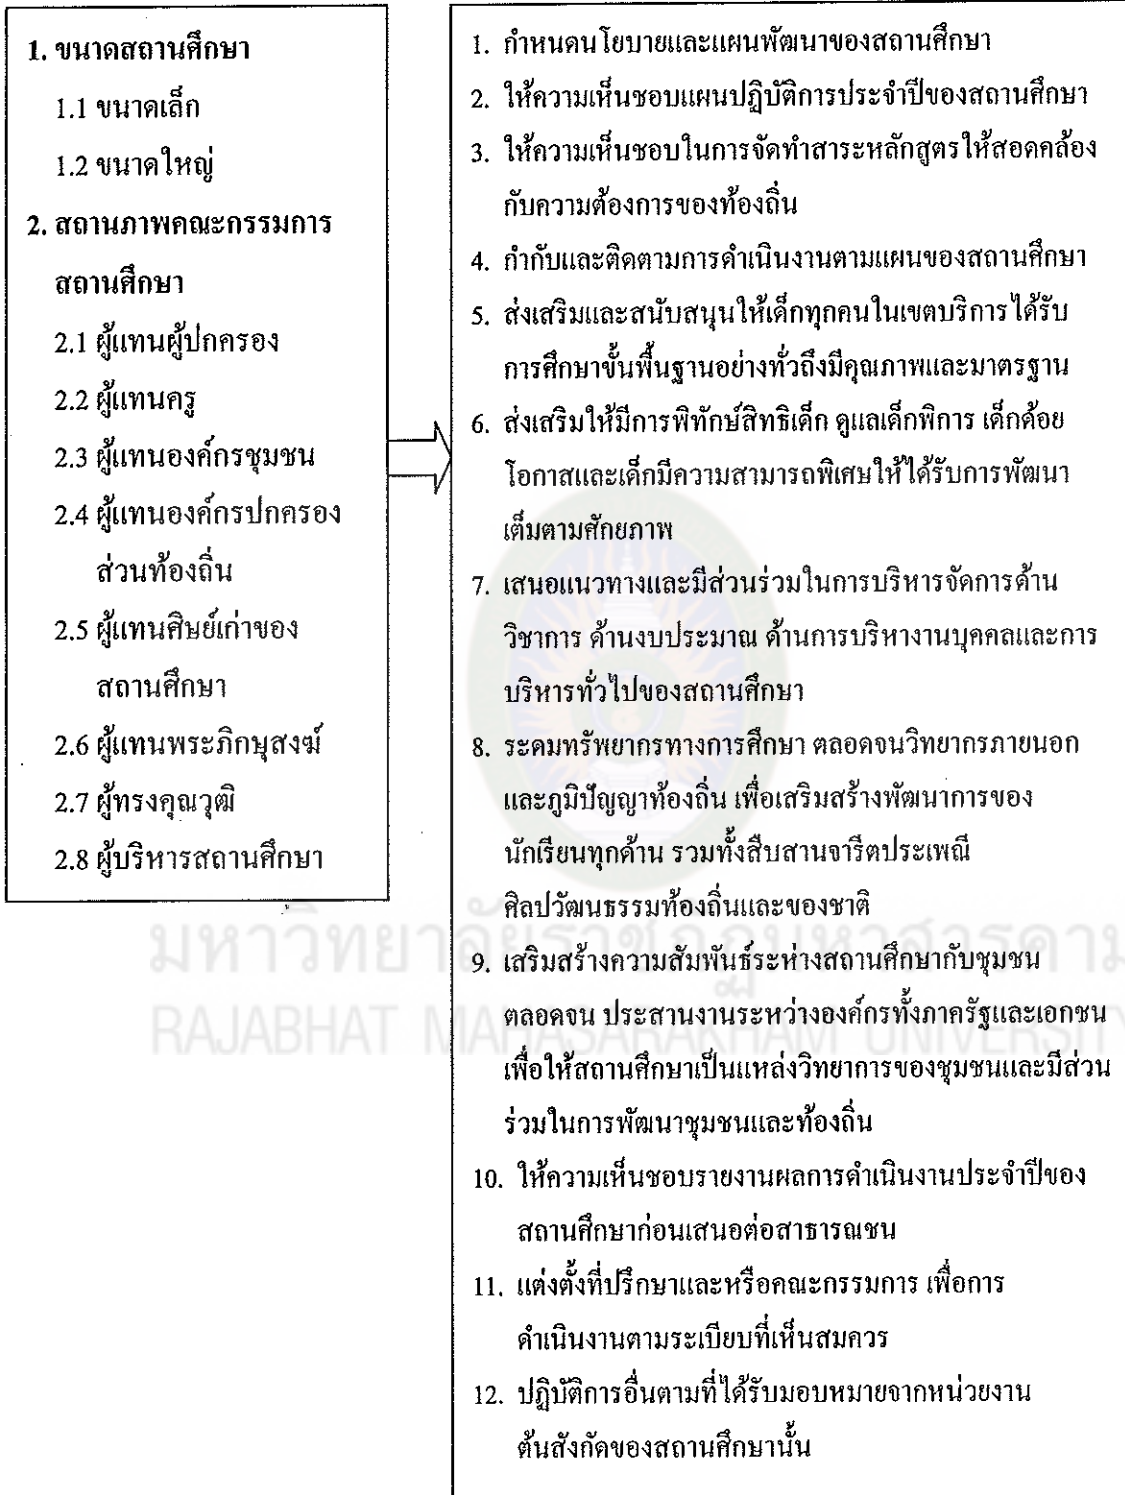 1. ขนาดสถานศึกษา
1.1 ขนาดเล็ก
1.2 ขนาดใหญ่
2. สถานภาพคณะกรรมการ
สถานศึกษา
2.1 ผู้แทนผู้ปกครอง
2.2 ผู้แทนครู
2.3 ผู้แทนองค์กรชุมชน
2.4 ผู้แทนองค์กรปกครอง
ส่วนท้องถิ่น
2.5 ผู้แทนศิษย์เก่าของ
สถานศึกษา
2.6 ผู้แทนพระภิกษุสงฆ์
2.7 ผู้ทรงคุณวุฒิ
2.8 ผู้บริหารสถานศึกษา
1. กำหนดนโยบายและแผนพัฒนาของสถานศึกษา
2. ให้ความเห็นชอบแผนปฏิบัติการประจำปีของสถานศึกษา
3. ให้ความเห็นชอบในการจัดทำสาระหลักสูตรให้สอดคล้อง
กับความต้องการของท้องถิ่น
4. กำกับและติดตามการดำเนินงานตามแผนของสถานศึกษา
5. ส่งเสริมและสนับสนุนให้เด็กทุกคนในเขตบริการได้รับ
การศึกษาขั้นพื้นฐานอย่างทั่วถึงมีคุณภาพและมาตรฐาน
6. ส่งเสริมให้มีการพิทักษ์สิทธิเด็ก ดูแลเด็กพิการ เด็กด้อย
โอกาสและเด็กมีความสามารถพิเศษให้ได้รับการพัฒนา
เต็มตามศักยภาพ
7. เสนอแนวทางและมีส่วนร่วมในการบริหารจัดการด้าน
วิชาการ ด้านงบประมาณ ด้านการบริหางานบุคคลและการ
บริหารทั่วไปของสถานศึกษา
8. ระดมทรัพยากรทางการศึกษา ตลอดจนวิทยากรภายนอก
และภูมิปัญญาท้องถิ่น เพื่อเสริมสร้างพัฒนาการของ
นักเรียนทุกด้าน รวมทั้งสืบสานจารีตประเพณี
ศิลปวัฒนธรรมท้องถิ่นและของชาติ
9. เสริมสร้างความสัมพันธ์ระห่างสถานศึกษากับชุมชน
ตลอดจน ประสานงานระหว่างองค์กรทั้งภาครัฐและเอกชน
เพื่อให้สถานศึกษาเป็นแหล่งวิทยาการของชุมชนและมีส่วน
ร่วมในการพัฒนาชุมชนและท้องถิ่น
10. ให้ความเห็นชอบรายงานผลการดำเนินงานประจำปีของ
สถานศึกษาก่อนเสนอต่อสาธารณชน
11. แต่งตั้งที่ปรึกษาและหรือคณะกรรมการ เพื่อการ
ดำเนินงานตามระเบียบที่เห็นสมควร
12. ปฏิบัติการอื่นตามที่ได้รับมอบหมายจากหน่วยงาน
ต้นสังกัดของสถานศึกษานั้น
มหาวิทยาลัยราชภัฏมหาสารคาม
RAJABHAT MAHASARAKHAM UNIVERSITY